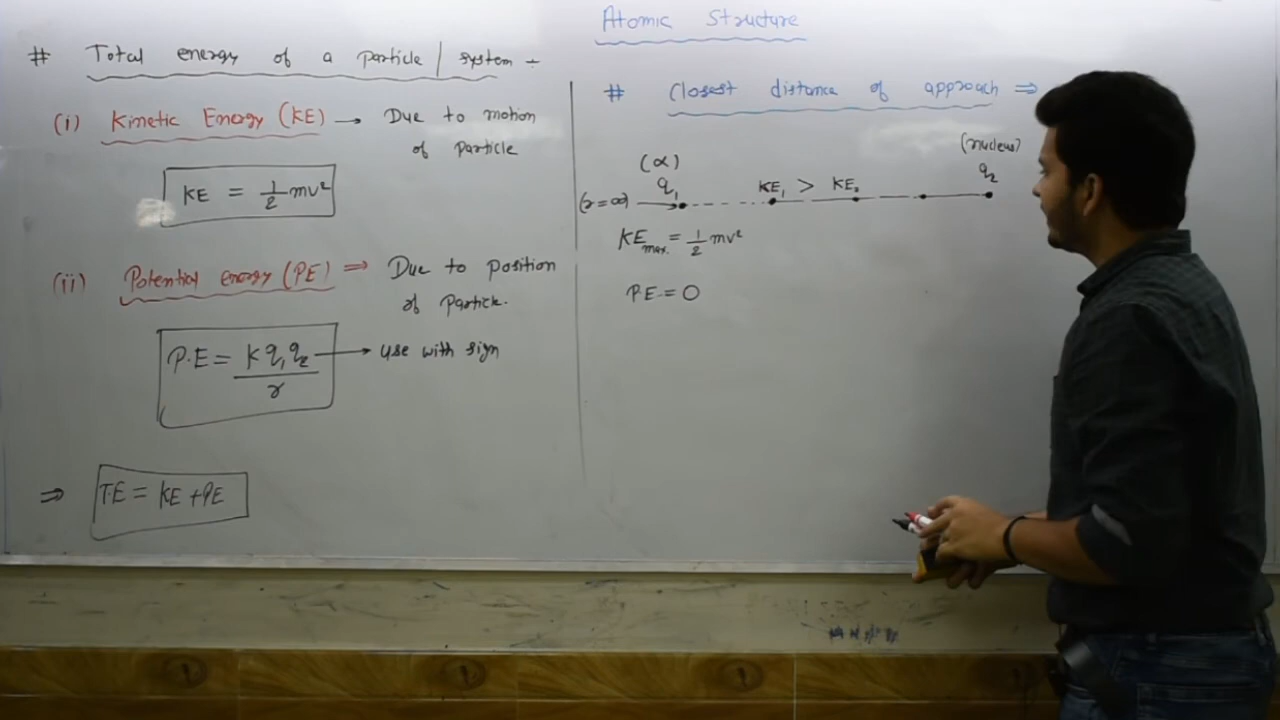 Atomic Structure
# Total energy of a particle / system ÷
(i) Kinetic Energy (KE) → Due to motion
of particle
KE = 1/2 mv²
(ii) Potential energy (PE) ⇒ Due to position
of particle.
P.E = K q₁ q₂ / r → use with sign
⇒ T.E = KE + PE
# Closest distance of approach ⇒
(α) (nucleus)
q₁ q₂
(r=∞) KE₁ > KE₂
KE max. = 1/2 mv²
P.E. = 0